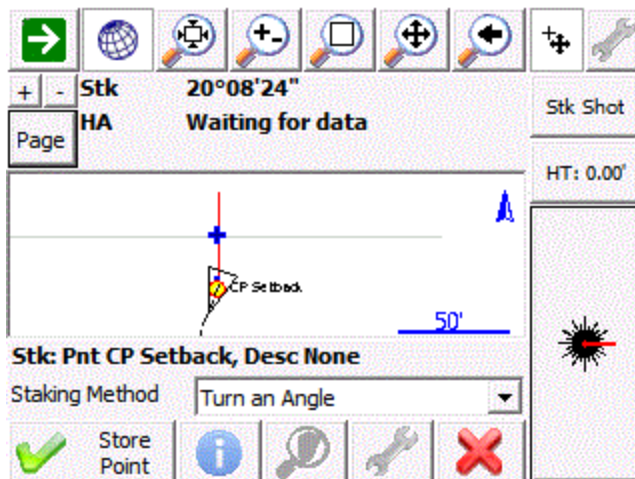 + - Stk 20°08'24"
Stk Shot
Page HA Waiting for data
HT: 0.00'
CP Setback
50'
Stk: Pnt CP Setback, Desc None
Staking Method Turn an Angle
Store
Point